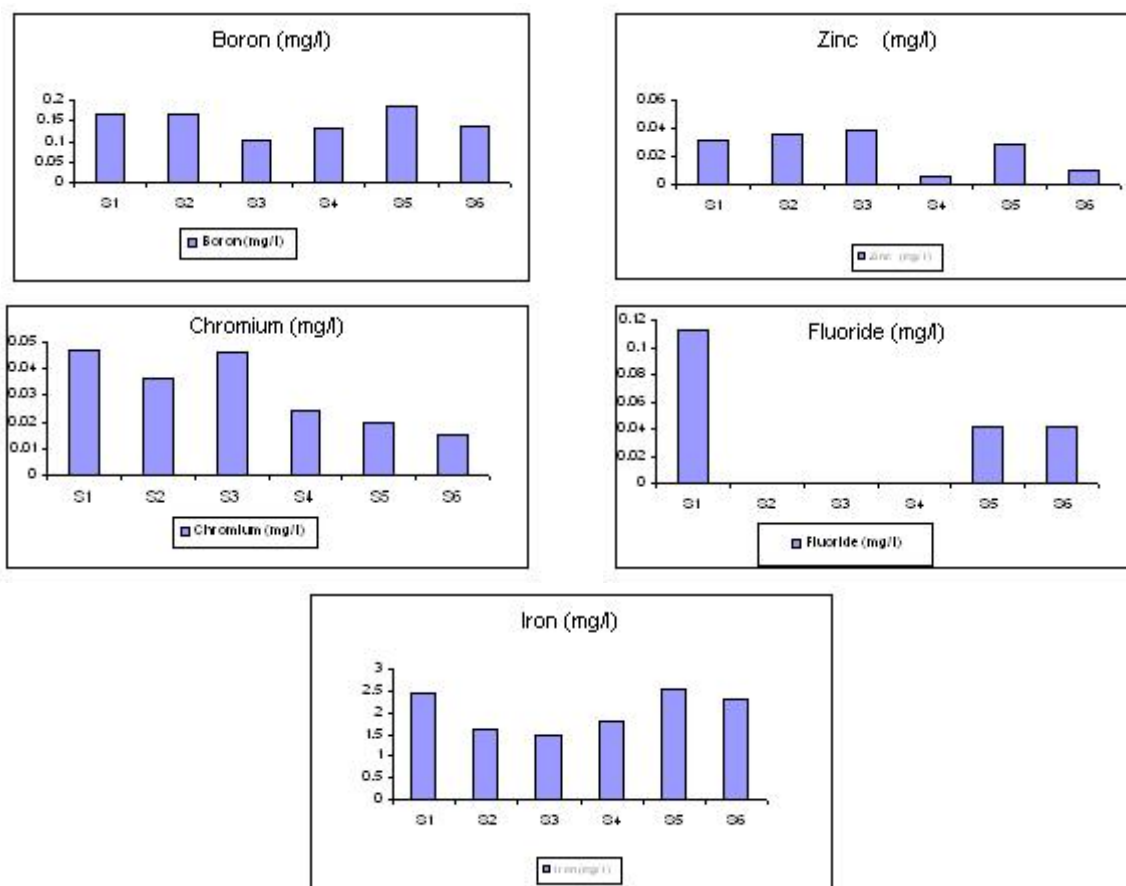 Boron (mg/l)
0.2
0.15
0.1
0.05
0
S1 S2 S3 S4 S5 S6
Boron(mg/l)
Zinc (mg/l)
0.06
0.04
0.02
0
S1 S2 S3 S4 S5 S6
Zinc (mg/l)
Chromium (mg/l)
0.05
0.04
0.03
0.02
0.01
0
S1 S2 S3 S4 S5 S6
Chromium (mg/l)
Fluoride (mg/l)
0.12
0.1
0.08
0.06
0.04
0.02
0
S1 S2 S3 S4 S5 S6
Fluoride (mg/l)
Iron (mg/l)
3
2.5
2
1.5
1
0.5
0
S1 S2 S3 S4 S5 S6
Iron(mg/l)